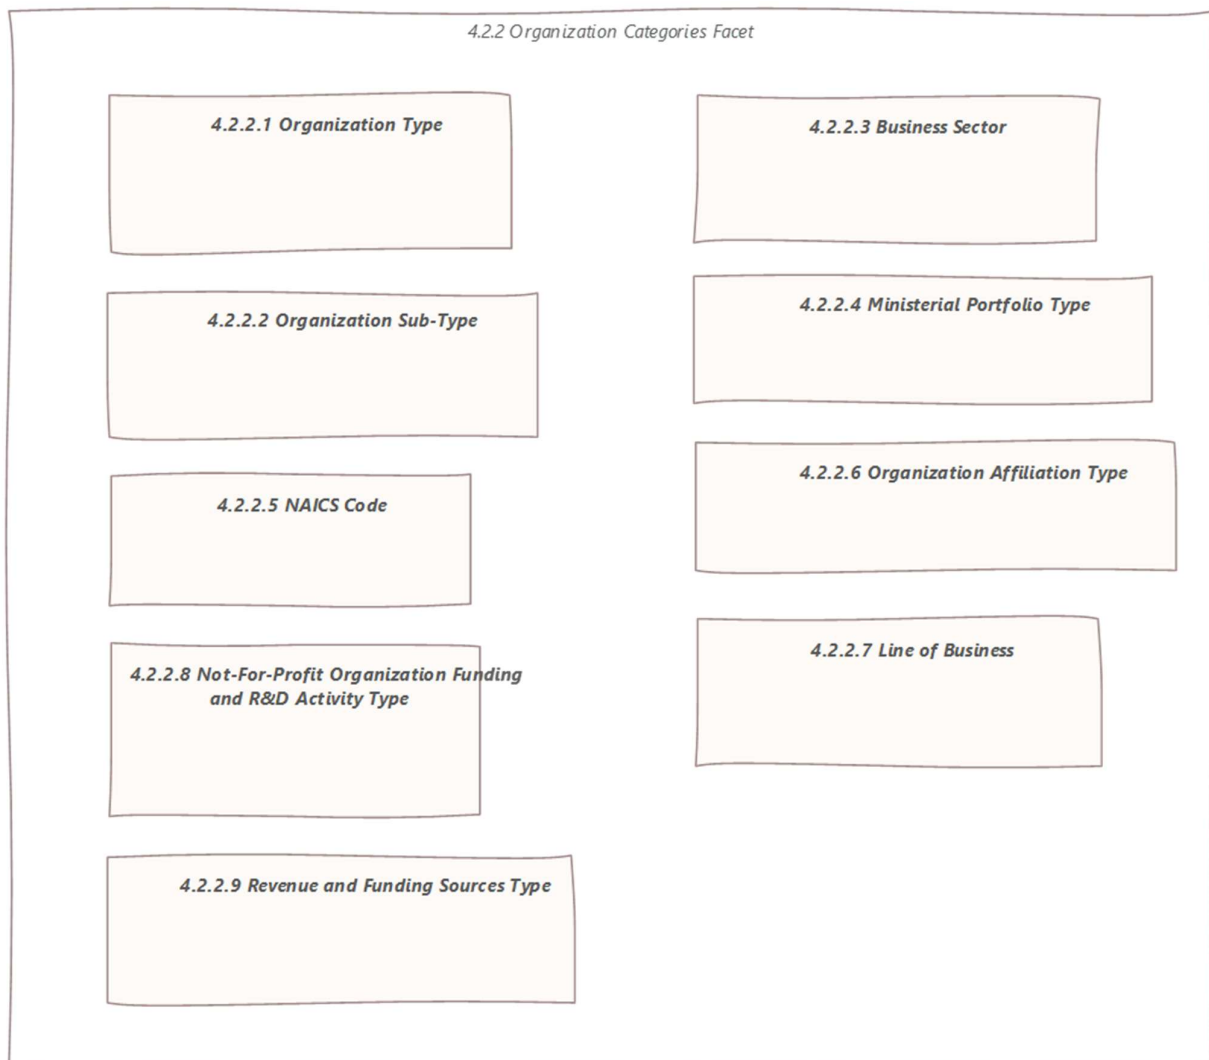 4.2.2 Organization Categories Facet
4.2.2.1 Organization Type
4.2.2.3 Business Sector
4.2.2.2 Organization Sub-Type
4.2.2.4 Ministerial Portfolio Type
4.2.2.5 NAICS Code
4.2.2.6 Organization Affiliation Type
4.2.2.8 Not-For-Profit Organization Funding
and R&D Activity Type
4.2.2.7 Line of Business
4.2.2.9 Revenue and Funding Sources Type